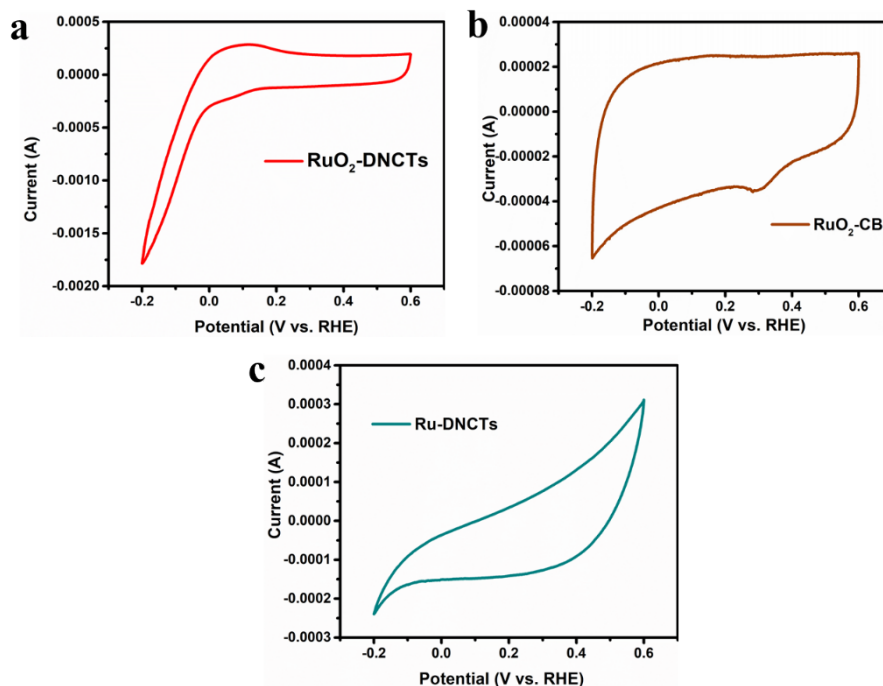 a
0.0005
0.0000
-0.0005
-0.0010
-0.0015
-0.0020
Current (A)
RuO₂-DNCTs
-0.2 0.0 0.2 0.4 0.6
Potential (V vs. RHE)
b
0.00004
0.00002
0.00000
-0.00002
-0.00004
-0.00006
-0.00008
Current (A)
RuO₂-CB
-0.2 0.0 0.2 0.4 0.6
Potential (V vs. RHE)
c
0.0004
0.0003
0.0002
0.0001
0.0000
-0.0001
-0.0002
-0.0003
Current (A)
Ru-DNCTs
-0.2 0.0 0.2 0.4 0.6
Potential (V vs. RHE)